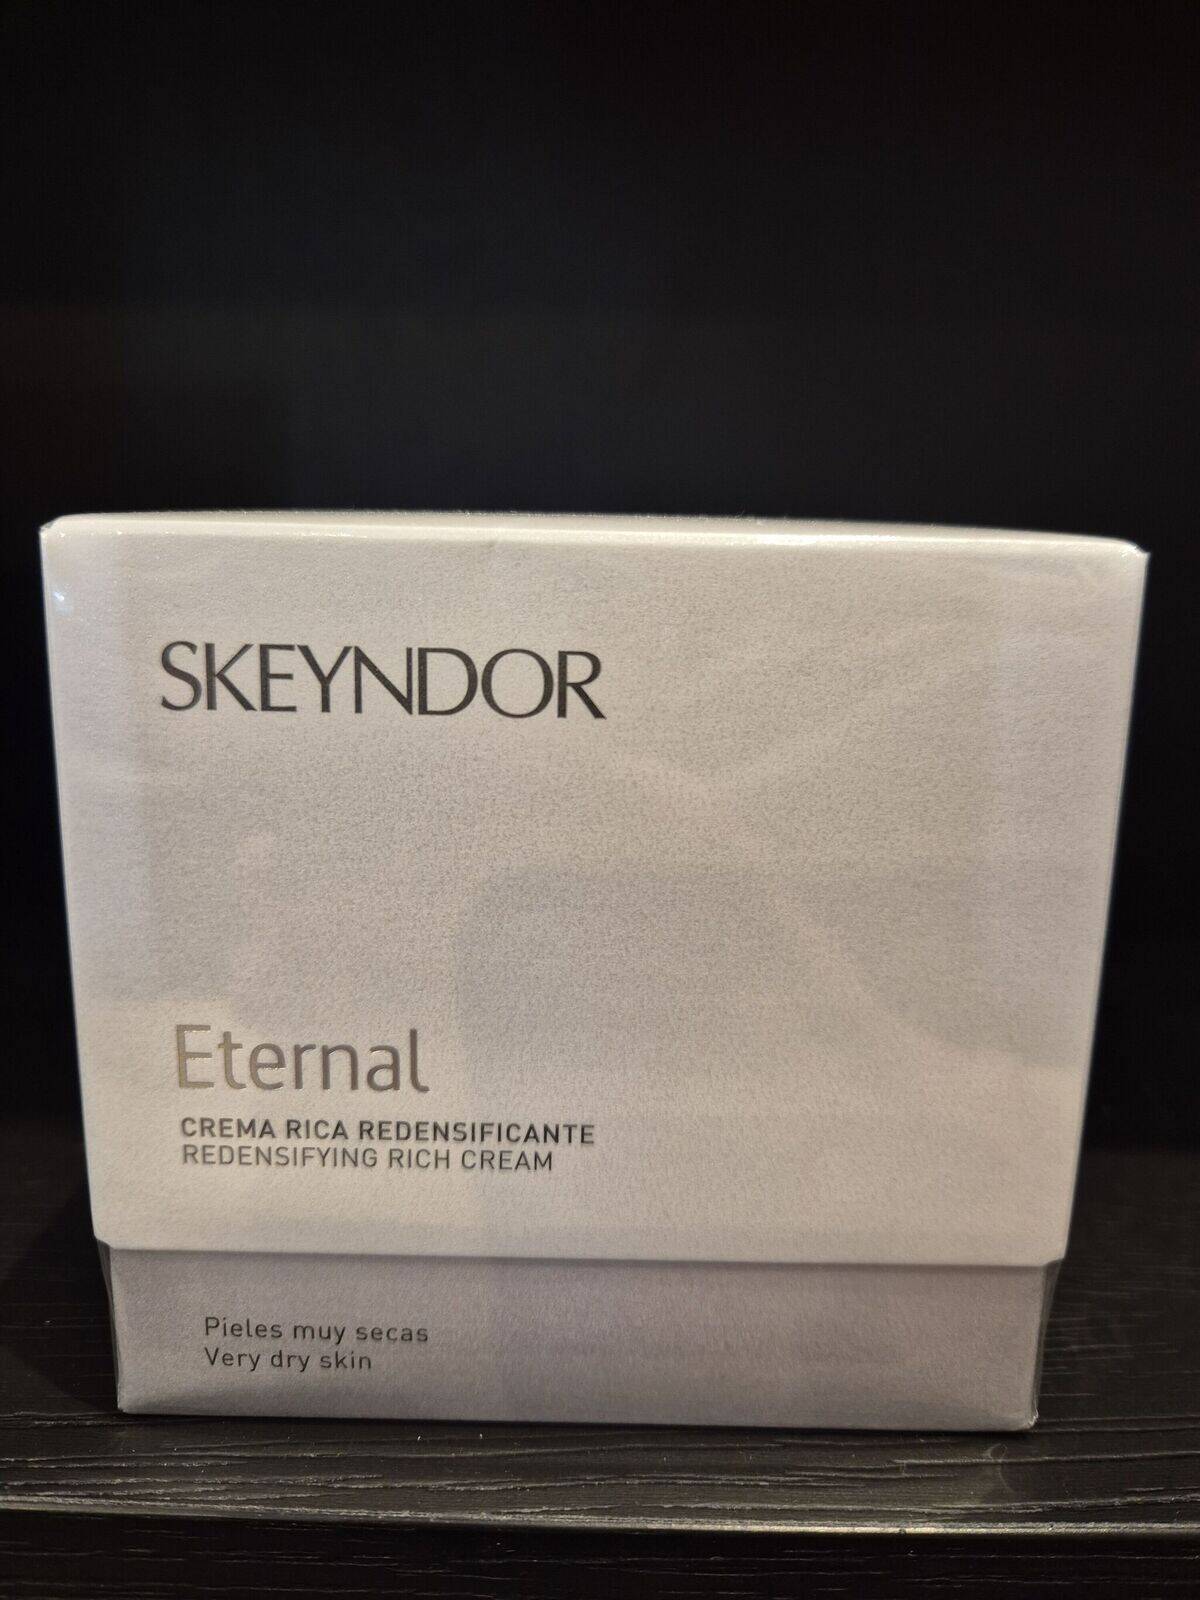 SKEYNDOR
Eternal
CREMA RICA REDENSIFICANTE
REDENSIFYING RICH CREAM
Pieles muy secas
Very dry skin